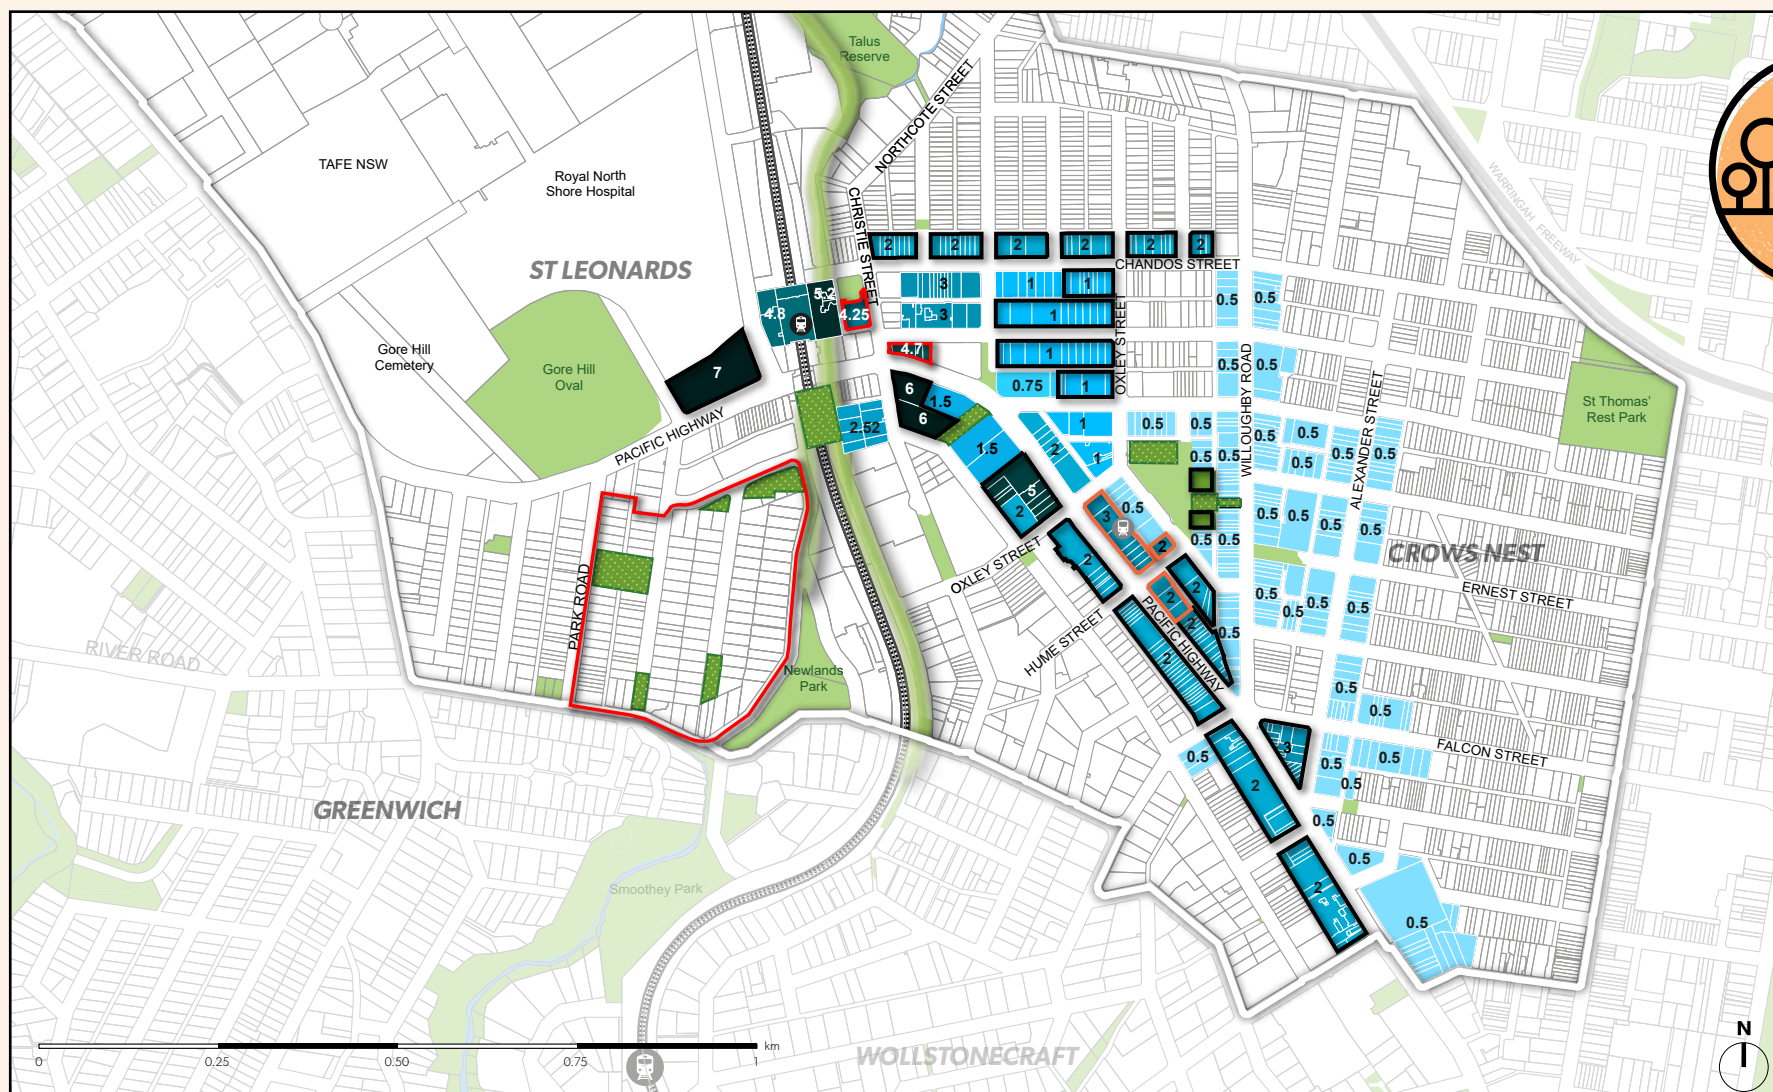 Talus
Reserve
NORTHCOTE STREET
TAFE NSW
Royal North
Shore Hospital
WARRINGAH FREEWAY
CHRISTIE STREET
2
2
2
2
2
2
CHANDOS STREET
ST LEONARDS
3
1
1
5.2
4.8
4.25
0.5
0.5
3
1
OXLEY STREET
4.7
1
Gore Hill
Cemetery
Gore Hill
Oval
7
0.5
0.5
WILLOUGHBY ROAD
ALEXANDER STREET
6
1.5
6
0.75
1
St Thomas'
Rest Park
PACIFIC HIGHWAY
2.52
1
0.5
0.5
0.5
0.5
1.5
2
1
0.5
0.5
0.5
0.5
0.5
5
2
3
0.5
0.5
0.5
0.5
0.5
2
0.5
0.5
CROWS NEST
OXLEY STREET
2
2
2
2
PARK ROAD
HUME STREET
PACIFIC HIGHWAY
2
0.5
0.5
0.5
0.5
0.5
ERNEST STREET
RIVER ROAD
2
Newlands
Park
0.5
0.5
FALCON STREET
0.5
3
0.5
0.5
0.5
2
0.5
GREENWICH
0.5
2
0.5
Smoothey Park
N
0
0.25
0.50
0.75
1
km
WOLLSTONECRAFT